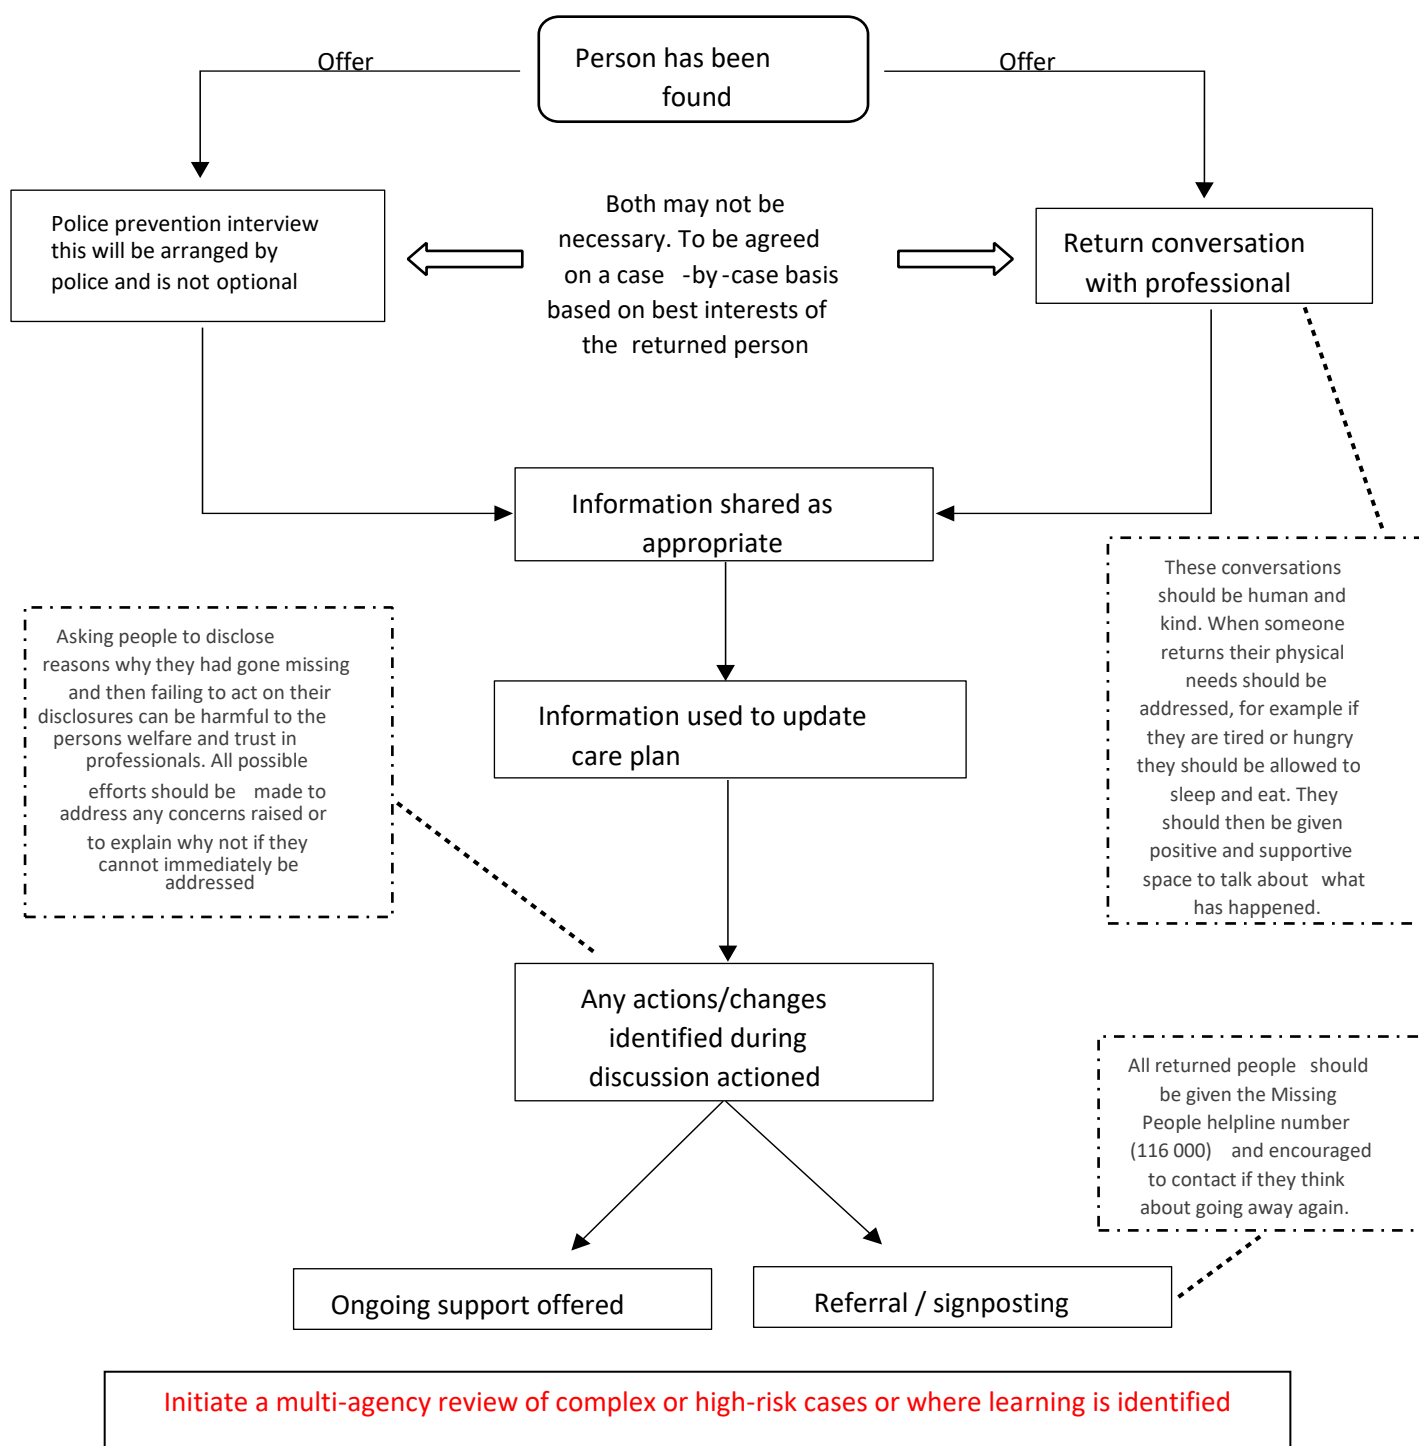 Offer
Person has been
found
Offer
Police prevention interview
this will be arranged by
police and is not optional
Both may not be
necessary. To be agreed
on a case -by-case basis
based on best interests of
the returned person
Return conversation
with professional
Information shared as
appropriate
These conversations
should be human and
kind. When someone
returns their physical
needs should be
addressed, for example if
they are tired or hungry
they should be allowed to
sleep and eat. They
should then be given
positive and supportive
space to talk about what
has happened.
Asking people to disclose
reasons why they had gone missing
and then failing to act on their
disclosures can be harmful to the
persons welfare and trust in
professionals. All possible
efforts should be made to
address any concerns raised or
to explain why not if they
cannot immediately be
addressed
Information used to update
care plan
Any actions/changes
identified during
discussion actioned
All returned people should
be given the Missing
People helpline number
(116 000) and encouraged
to contact if they think
about going away again.
Ongoing support offered
Referral / signposting
Initiate a multi-agency review of complex or high-risk cases or where learning is identified